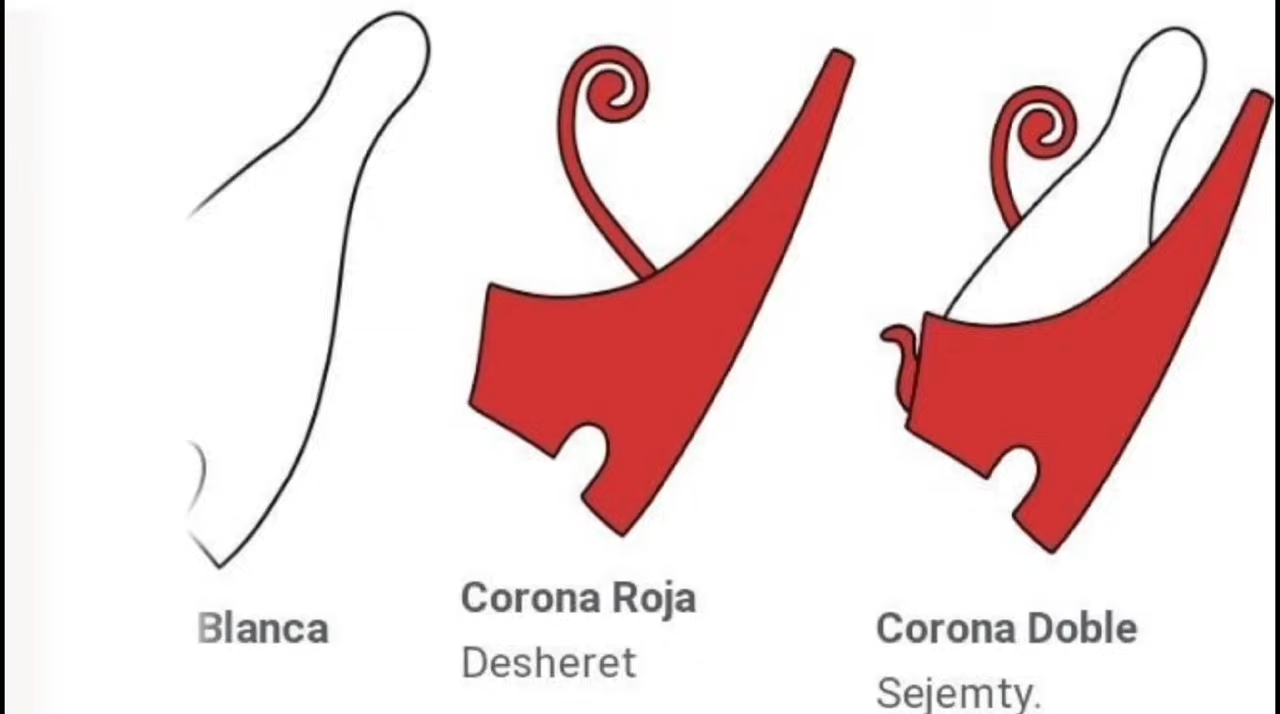 Blanca
Corona Roja
Desheret
Corona Doble
Sejemty.